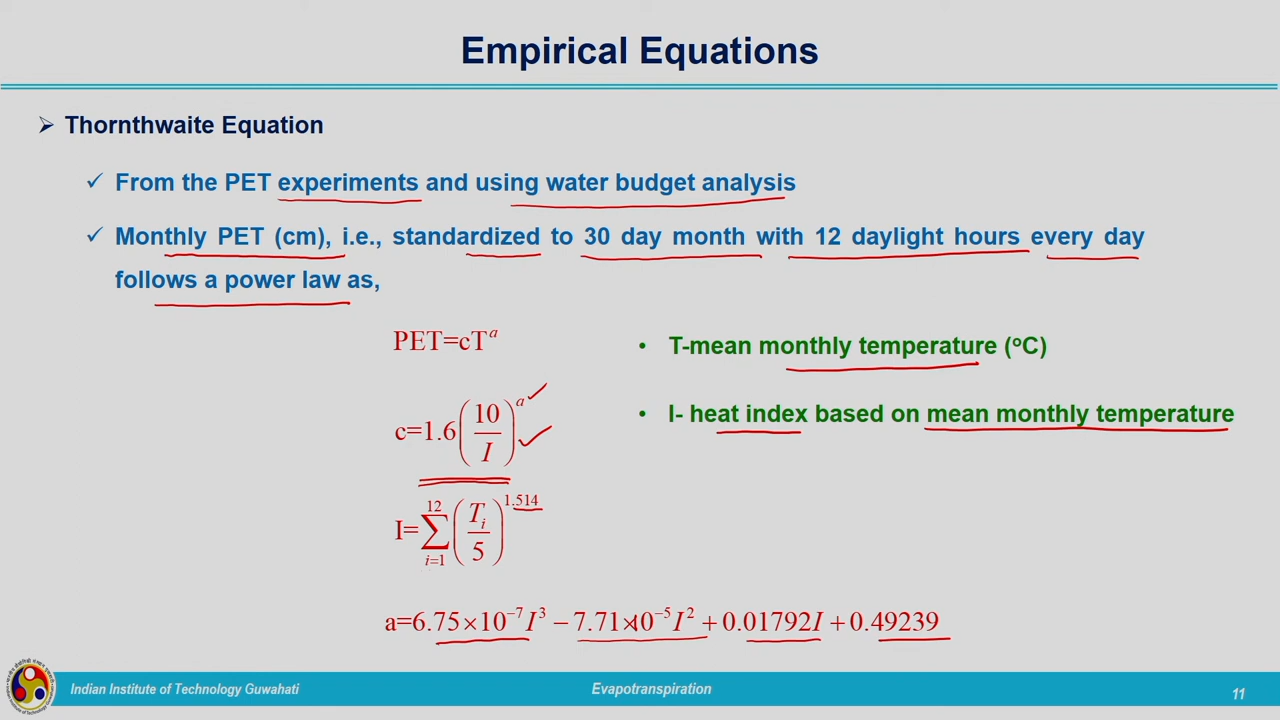 Empirical Equations
➢ Thornthwaite Equation
✓ From the PET experiments and using water budget analysis
✓ Monthly PET (cm), i.e., standardized to 30 day month with 12 daylight hours every day
follows a power law as,
PET=cT^a
• T-mean monthly temperature (°C)
c=1.6(10/I)^a
• I- heat index based on mean monthly temperature
I=∑_{i=1}^{12}(T_i/5)^{1.514}
a=6.75×10^{−7}I^3 − 7.71×10^{−5}I^2 + 0.01792I + 0.49239
Indian Institute of Technology Guwahati
Evapotranspiration
11